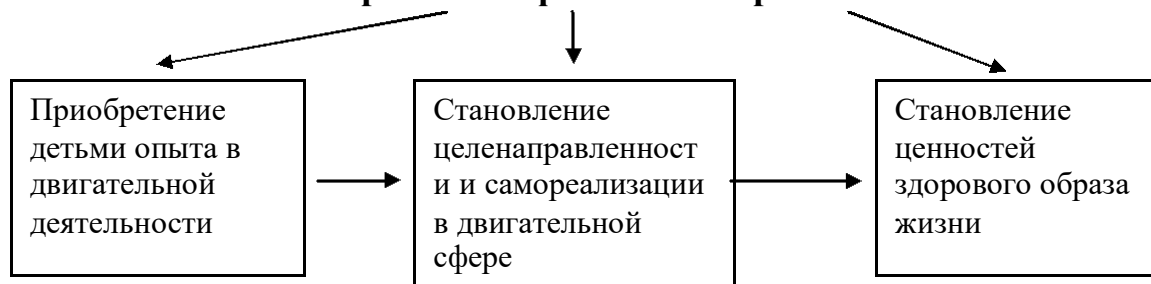 Приобретение
детьми опыта в
двигательной
деятельности
Становление
целенаправленност
и и самореализации
в двигательной
сфере
Становление
ценностей
здорового образа
жизни